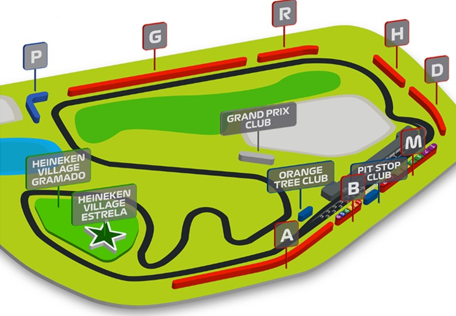 R
G
H
P
D
GRAND PRIX
CLUB
M
HEINEKEN
VILLAGE
GRAMADO
ORANGE
TREE CLUB
PIT STOP
CLUB
B
HEINEKEN
VILLAGE
ESTRELA
A